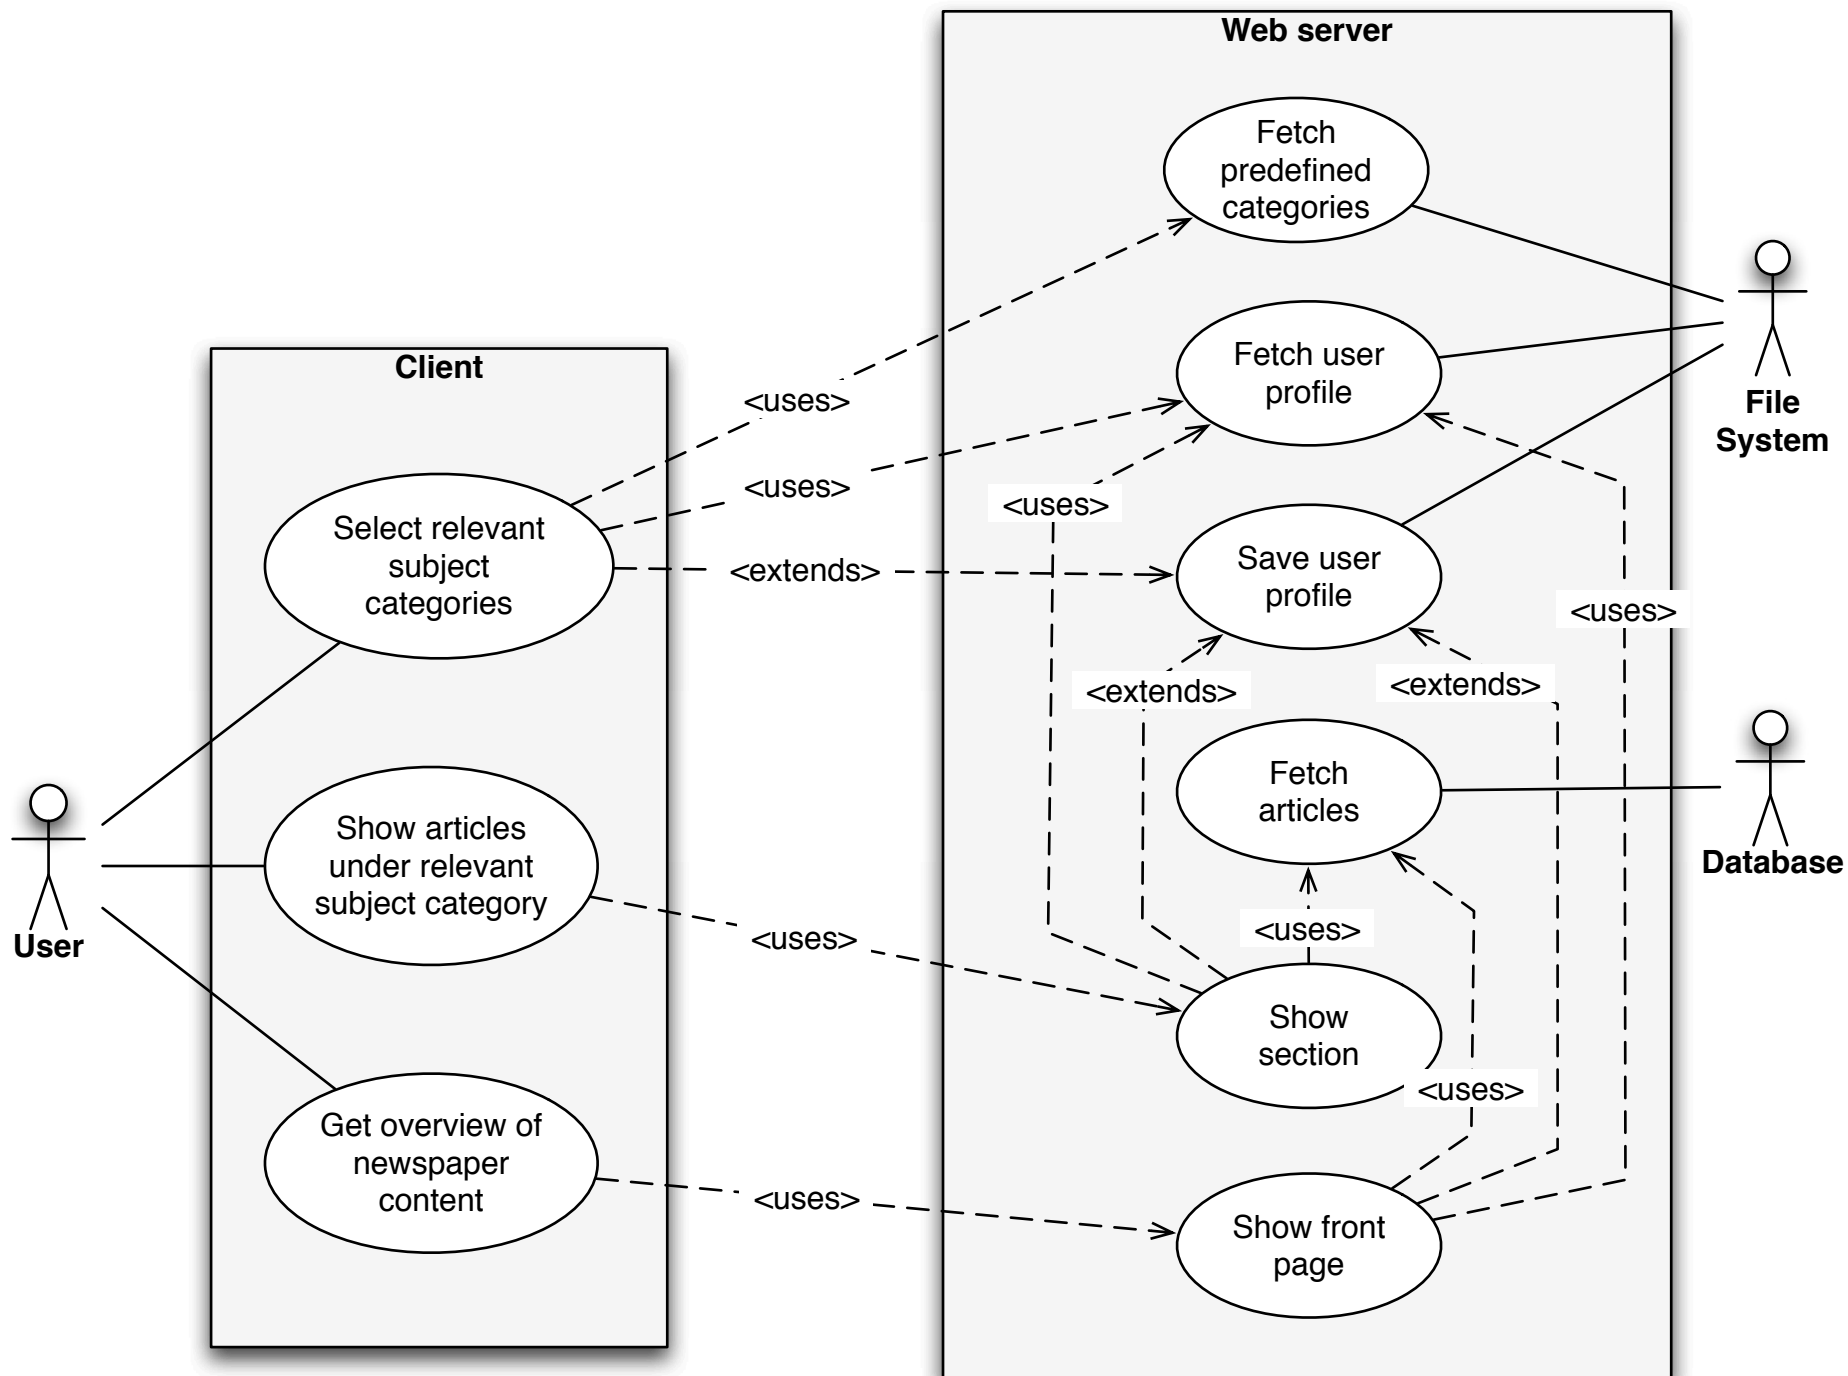 Web server
Fetch
predefined
categories
Client
<uses>
Fetch user
profile
File
System
<uses>
<uses>
Select relevant
subject
categories
<extends>
Save user
profile
<uses>
<extends>
<extends>
Fetch
articles
Show articles
under relevant
subject category
Database
User
<uses>
<uses>
Show
section
<uses>
Get overview of
newspaper
content
<uses>
Show front
page